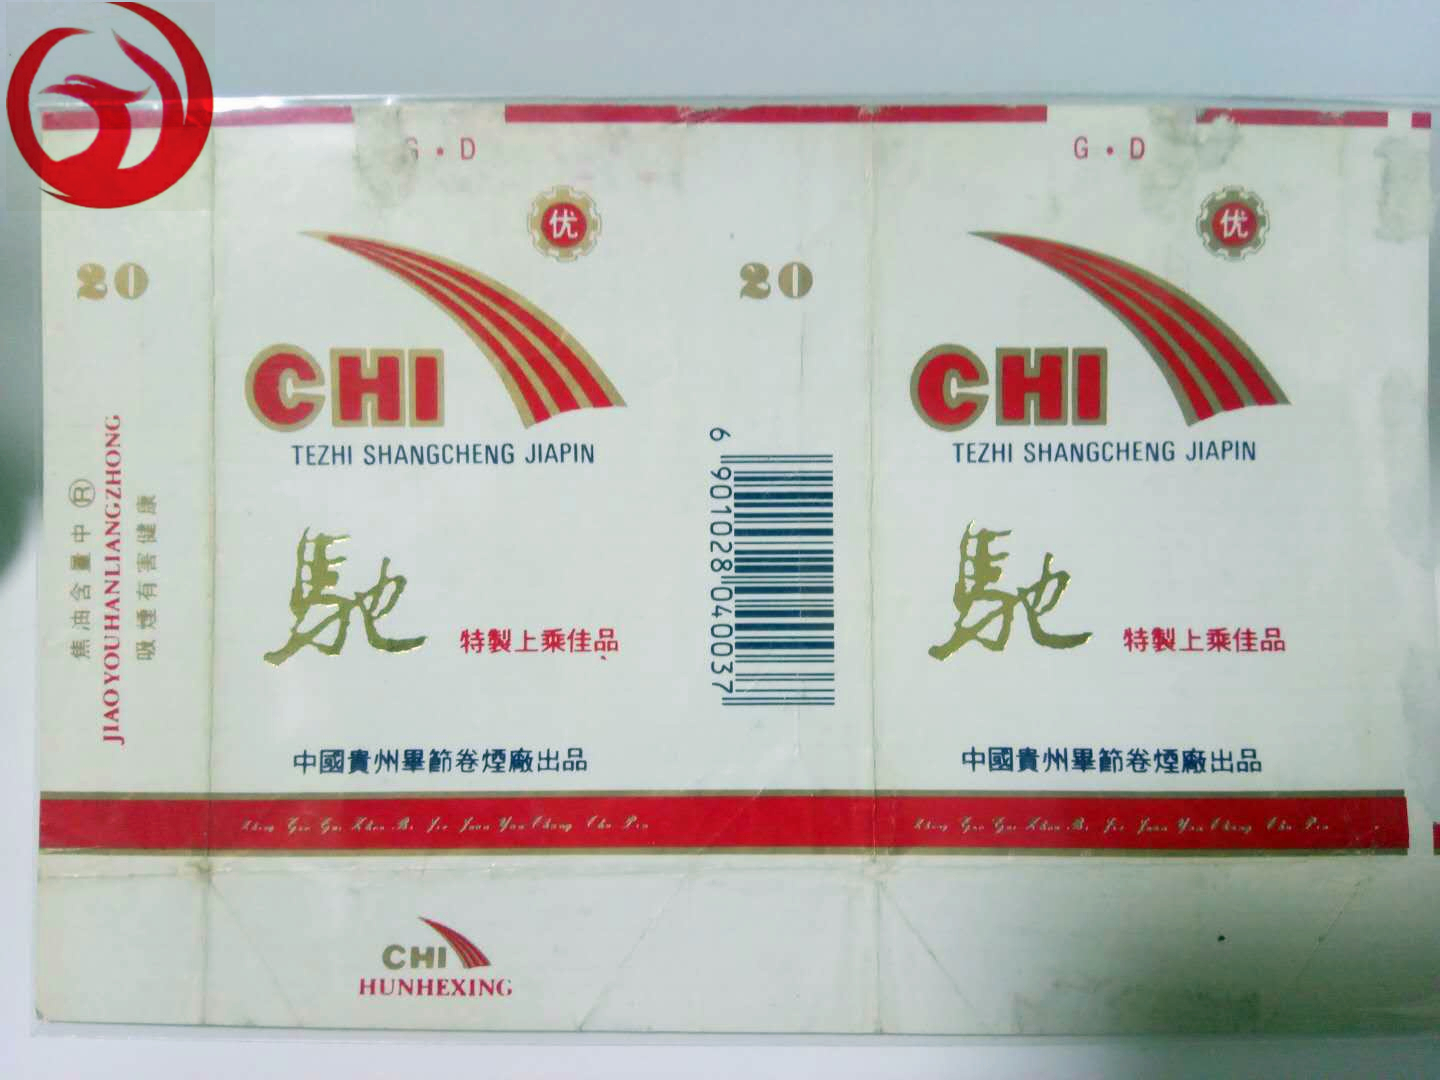 20
焦油含量中 ®
JIAOYOUHANLIANGZHONG
吸煙有害健康
G·D
优
CHI
TEZHI SHANGCHENG JIAPIN
馳
特製上乘佳品
中國貴州畢節卷煙廠出品
CHI
HUNHEXING
20
6 901028 040037
G·D
优
CHI
TEZHI SHANGCHENG JIAPIN
馳
特製上乘佳品
中國貴州畢節卷煙廠出品